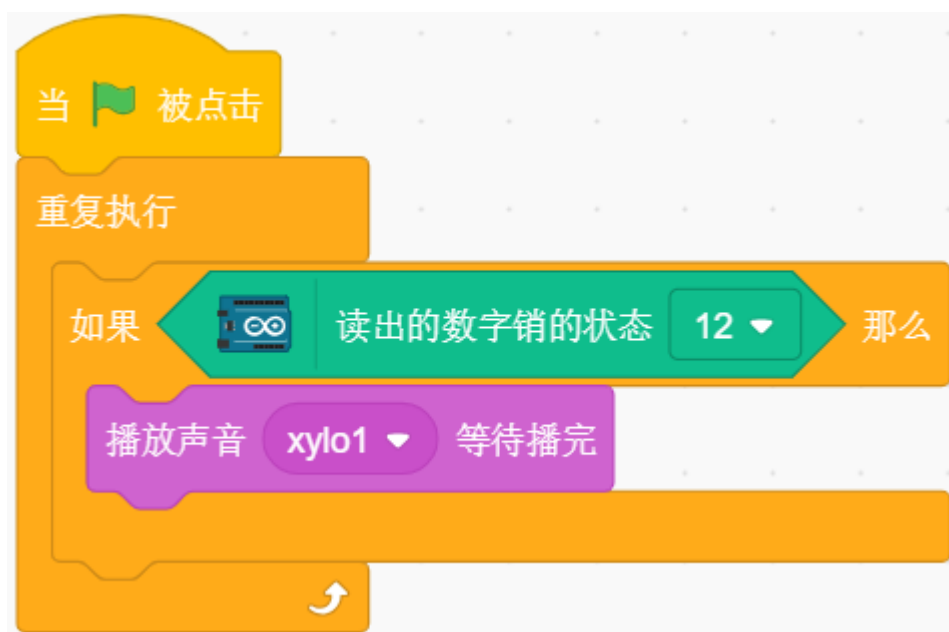 当 被点击
重复执行
如果 读出的数字销的状态 12 那么
播放声音 xylo1 等待播完